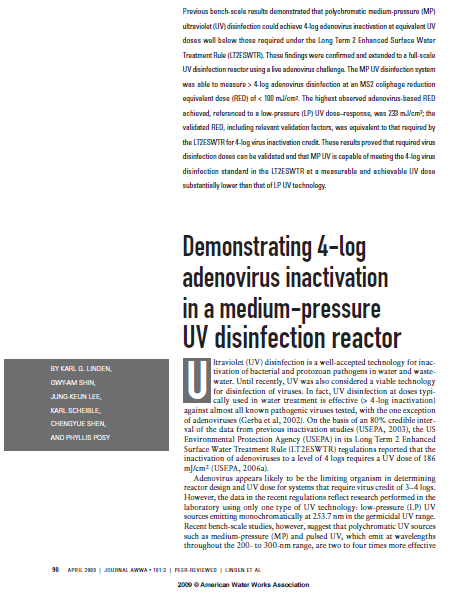 Previous bench-scale results demonstrated that polychromatic medium-pressure (MP)
ultraviolet (UV) disinfection could achieve 4-log adenovirus inactivation at equivalent UV
doses well below those required under the Long Term 2 Enhanced Surface Water
Treatment Rule (LT2ESWTR). These findings were confirmed and extended to a full-scale
UV disinfection reactor using a live adenovirus challenge. The MP UV disinfection system
was able to measure > 4-log adenovirus disinfection at an MS2 coliphage reduction
equivalent dose (RED) of < 100 mJ/cm². The highest observed adenovirus-based RED
achieved, referenced to a low-pressure (LP) UV dose–response, was 233 mJ/cm²; the
validated RED, including relevant validation factors, was equivalent to that required by
the LT2ESWTR for 4-log virus inactivation credit. These results proved that required virus
disinfection doses can be validated and that MP UV is capable of meeting the 4-log virus
disinfection standard in the LT2ESWTR at a measurable and achievable UV dose
substantially lower than that of LP UV technology.
Demonstrating 4-log
adenovirus inactivation
in a medium-pressure
UV disinfection reactor
BY KARL G. LINDEN,
GWY-AM SHIN,
JUNG-KEUN LEE,
KARL SCHEIBLE,
CHENGYUE SHEN,
AND PHYLLIS POSY
Ultraviolet (UV) disinfection is a well-accepted technology for inac-
tivation of bacterial and protozoan pathogens in water and waste-
water. Until recently, UV was also considered a viable technology
for disinfection of viruses. In fact, UV disinfection at doses typi-
cally used in water treatment is effective (> 4-log inactivation)
against almost all known pathogenic viruses tested, with the one exception
of adenoviruses (Gerba et al, 2002). On the basis of an 80% credible inter-
val of the data from previous inactivation studies (USEPA, 2003), the US
Environmental Protection Agency (USEPA) in its Long Term 2 Enhanced
Surface Water Treatment Rule (LT2ESWTR) regulations reported that the
inactivation of adenoviruses to a level of 4 logs requires a UV dose of 186
mJ/cm² (USEPA, 2006a).
Adenovirus appears likely to be the limiting organism in determining
reactor design and UV dose for systems that require virus credit of 3–4 logs.
However, the data in the recent regulations reflect research performed in the
laboratory using only one type of UV technology: low-pressure (LP) UV
sources emitting monochromatically at 253.7 nm in the germicidal UV range.
Recent bench-scale studies, however, suggest that polychromatic UV sources
such as medium-pressure (MP) and pulsed UV, which emit at wavelengths
throughout the 200- to 300-nm range, are two to four times more effective
90 APRIL 2009 | JOURNAL AWWA • 101:3 | PEER-REVIEWED | LINDEN ET AL
2009 © American Water Works Association